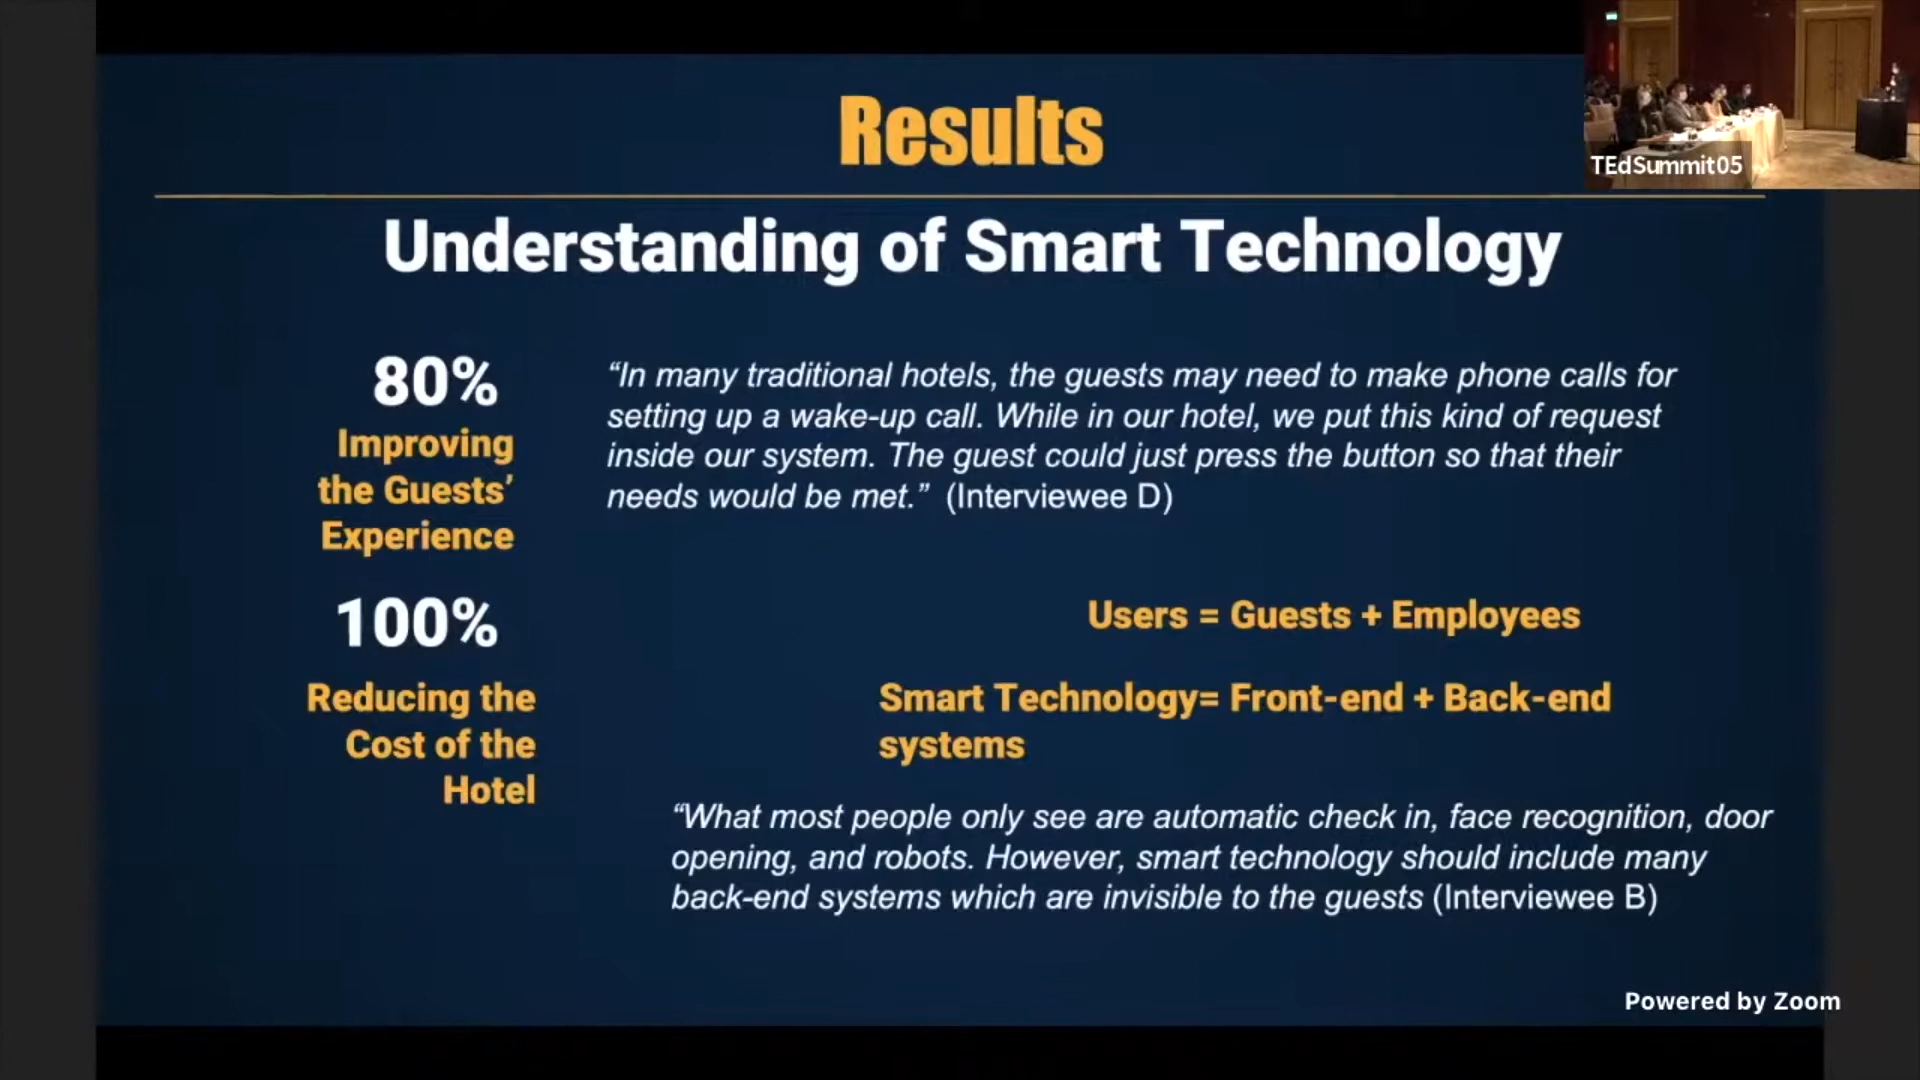 Results
TEdSummit05
Understanding of Smart Technology
80%
Improving
the Guests’
Experience
“In many traditional hotels, the guests may need to make phone calls for
setting up a wake-up call. While in our hotel, we put this kind of request
inside our system. The guest could just press the button so that their
needs would be met.” (Interviewee D)
100%
Reducing the
Cost of the
Hotel
Users = Guests + Employees
Smart Technology= Front-end + Back-end
systems
“What most people only see are automatic check in, face recognition, door
opening, and robots. However, smart technology should include many
back-end systems which are invisible to the guests (Interviewee B)
Powered by Zoom